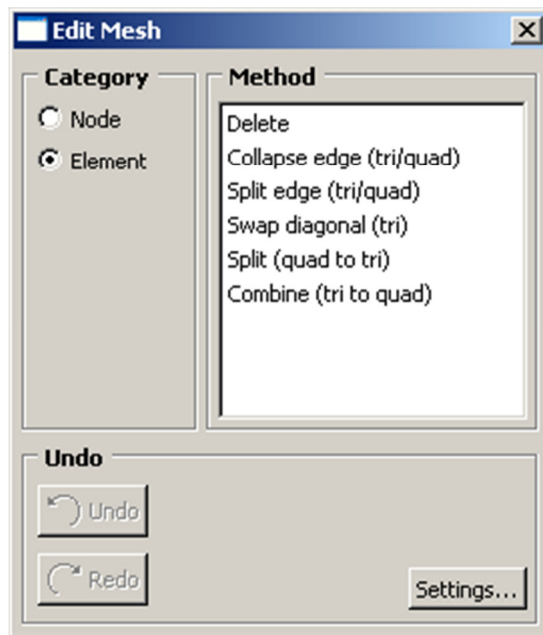 Edit Mesh
Category
Node
Element
Method
Delete
Collapse edge (tri/quad)
Split edge (tri/quad)
Swap diagonal (tri)
Split (quad to tri)
Combine (tri to quad)
Undo
Undo
Redo
Settings...